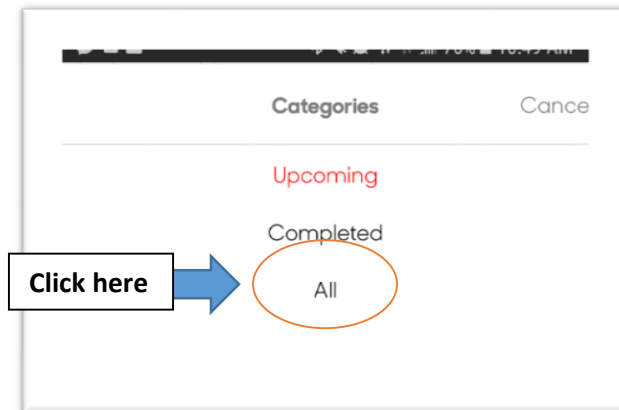 Categories Cance
Upcoming
Completed
Click here
All